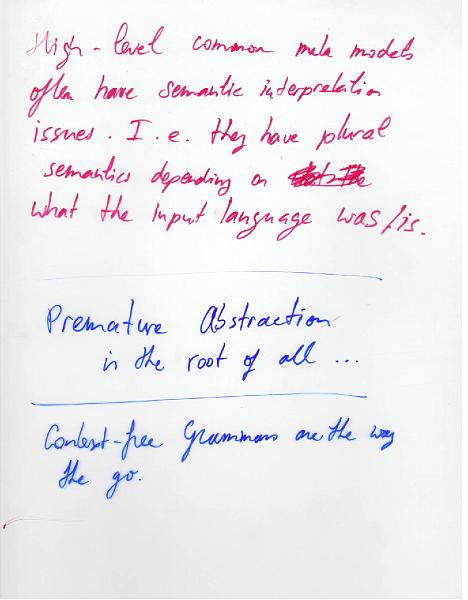 High-level common meta models
often have semantic interpretation
issues. I.e. they have plural
semantics depending on
what the input language was/is.
Premature Abstraction
is the root of all ...
Context-free Grammars are the way
the go.